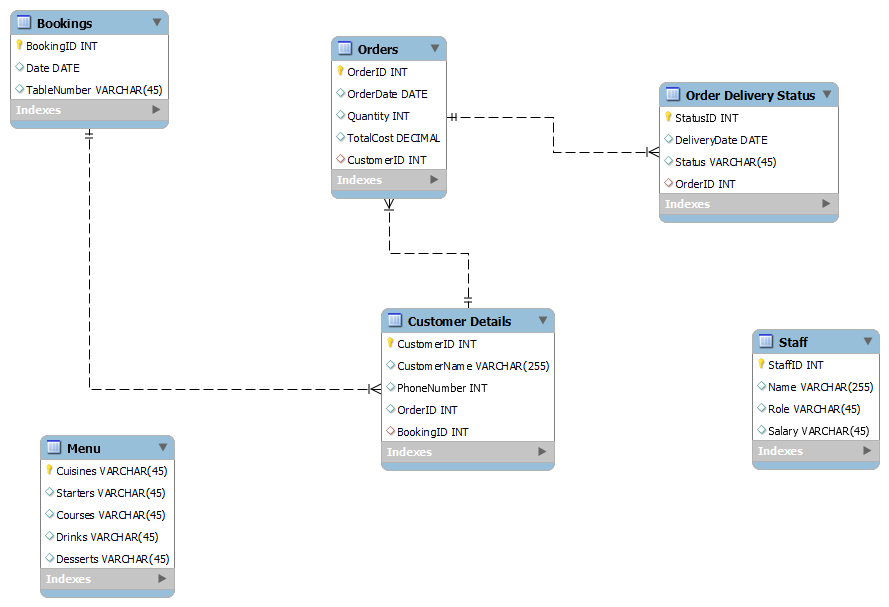 Bookings
BookingID INT
Date DATE
TableNumber VARCHAR(45)
Indexes
Orders
OrderID INT
OrderDate DATE
Quantity INT
TotalCost DECIMAL
CustomerID INT
Indexes
Order Delivery Status
StatusID INT
DeliveryDate DATE
Status VARCHAR(45)
OrderID INT
Indexes
Customer Details
CustomerID INT
CustomerName VARCHAR(255)
PhoneNumber INT
OrderID INT
BookingID INT
Indexes
Staff
StaffID INT
Name VARCHAR(255)
Role VARCHAR(45)
Salary VARCHAR(45)
Indexes
Menu
Cuisines VARCHAR(45)
Starters VARCHAR(45)
Courses VARCHAR(45)
Drinks VARCHAR(45)
Desserts VARCHAR(45)
Indexes